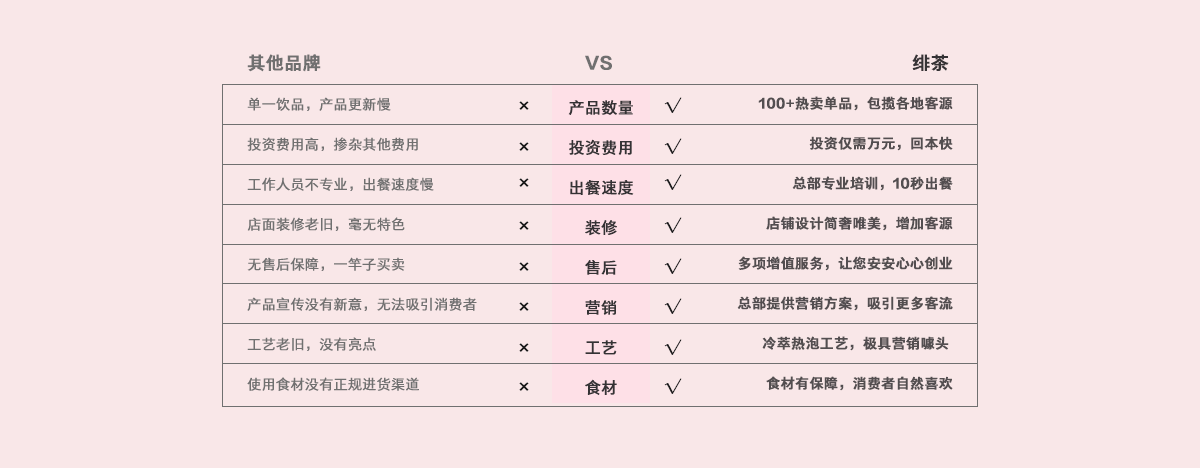 其他品牌 VS 绯茶
单一饮品，产品更新慢 × 产品数量 √ 100+热卖单品，包揽各地客源
投资费用高，掺杂其他费用 × 投资费用 √ 投资仅需万元，回本快
工作人员不专业，出餐速度慢 × 出餐速度 √ 总部专业培训，10秒出餐
店面装修老旧，毫无特色 × 装修 √ 店铺设计简奢唯美，增加客源
无售后保障，一竿子买卖 × 售后 √ 多项增值服务，让您安安心心创业
产品宣传没有新意，无法吸引消费者 × 营销 √ 总部提供营销方案，吸引更多客流
工艺老旧，没有亮点 × 工艺 √ 冷萃热泡工艺，极具营销噱头
使用食材没有正规进货渠道 × 食材 √ 食材有保障，消费者自然喜欢